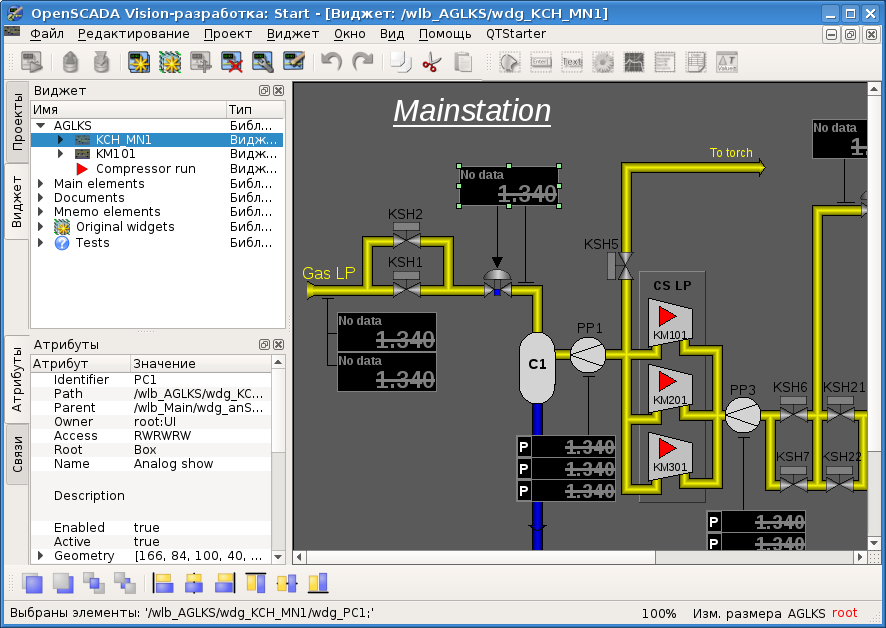 OpenSCADA Vision-разработка: Start - [Виджет: /wlb_AGLKS/wdg_KCH_MN1]
Файл Редактирование Проект Виджет Окно Вид Помощь QTStarter
Text
Проекты
Виджет
Атрибуты
Связи
Виджет
Имя Тип
AGLKS Библ...
KCH_MN1 Видж...
KM101 Видж...
Compressor run Видж...
Main elements Библ...
Documents Библ...
Mnemo elements Библ...
Original widgets Библ...
Tests Библ...
Атрибуты
Атрибут Значение
Identifier PC1
Path /wlb_AGLKS/wdg_KC...
Parent /wlb_Main/wdg_anS...
Owner root:UI
Access RWRWRW
Root Box
Name Analog show
Description
Enabled true
Active true
Geometry [166, 84, 100, 40, ...
Mainstation
No data
1.340
To torch
No data
1.
KSH2
KSH1
Gas LP
KSH5
CS LP
No data
1.340
No data
1.340
C1
PP1
KM101
KM201
KM301
PP3
KSH6 KSH21
KSH7 KSH22
P 1.340
P 1.340
P 1.340
P 1.340
P 1.340
Выбраны элементы: '/wlb_AGLKS/wdg_KCH_MN1/wdg_PC1;' 100% Изм. размера AGLKS root